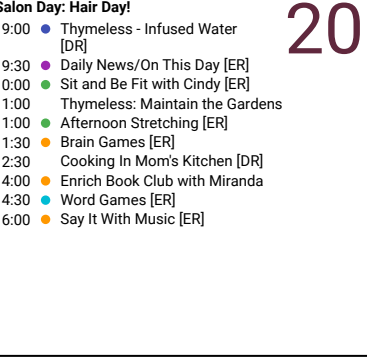 Salon Day: Hair Day!
20
9:00 Thymeless - Infused Water
[DR]
9:30 Daily News/On This Day [ER]
0:00 Sit and Be Fit with Cindy [ER]
1:00 Thymeless: Maintain the Gardens
1:00 Afternoon Stretching [ER]
1:30 Brain Games [ER]
2:30 Cooking In Mom's Kitchen [DR]
4:00 Enrich Book Club with Miranda
4:30 Word Games [ER]
6:00 Say It With Music [ER]